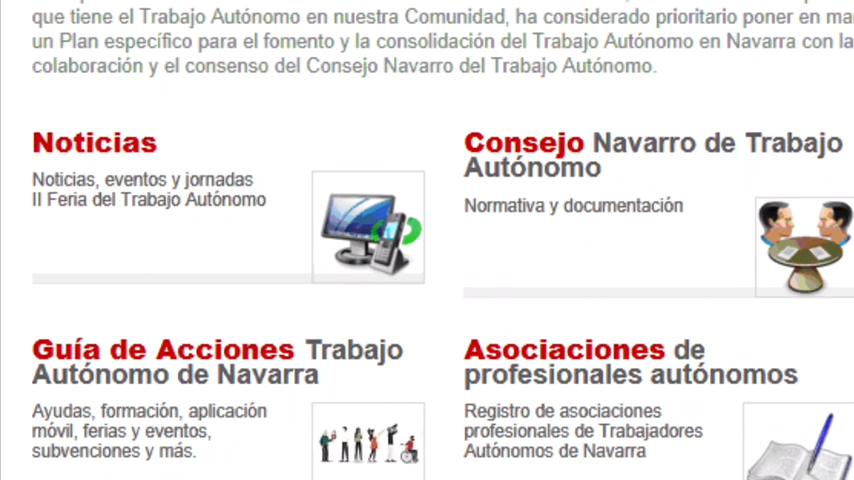 que tiene el Trabajo Autónomo en nuestra Comunidad, ha considerado prioritario poner en
un Plan específico para el fomento y la consolidación del Trabajo Autónomo en Navarra con la
colaboración y el consenso del Consejo Navarro del Trabajo Autónomo.
Noticias
Noticias, eventos y jornadas
II Feria del Trabajo Autónomo
Consejo Navarro de Trabajo
Autónomo
Normativa y documentación
Guía de Acciones Trabajo
Autónomo de Navarra
Ayudas, formación, aplicación
móvil, ferias y eventos,
subvenciones y más.
Asociaciones de
profesionales autónomos
Registro de asociaciones
profesionales de Trabajadores
Autónomos de Navarra